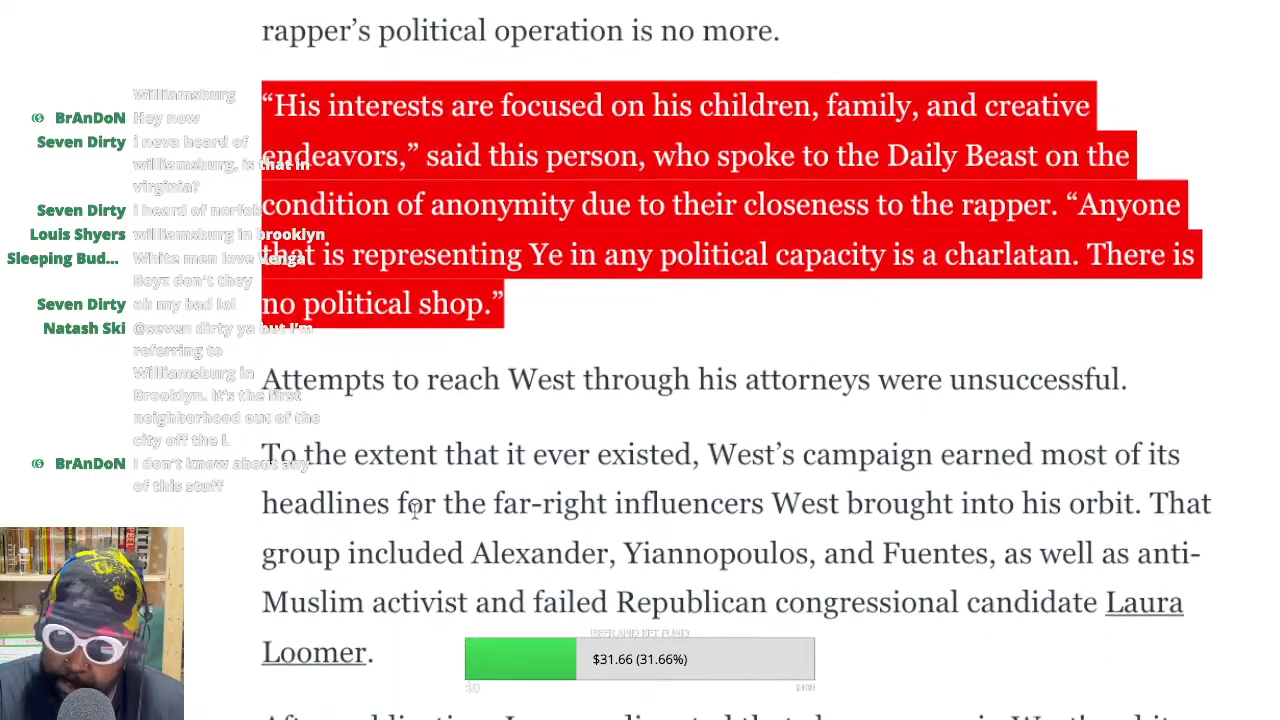 rapper’s political operation is no more.
“His interests are focused on his children, family, and creative
endeavors,” said this person, who spoke to the Daily Beast on the
condition of anonymity due to their closeness to the rapper. “Anyone
that is representing Ye in any political capacity is a charlatan. There is
no political shop.”
Attempts to reach West through his attorneys were unsuccessful.
To the extent that it ever existed, West’s campaign earned most of its
headlines for the far-right influencers West brought into his orbit. That
group included Alexander, Yiannopoulos, and Fuentes, as well as anti-
Muslim activist and failed Republican congressional candidate Laura
Loomer.
Williamsburg
BrAnDoN Hey now
Seven Dirty i neva heard of
williamsburg, is that in
virginia?
Seven Dirty i heard of norfolk
Louis Shyers williamsburg in brooklyn
Sleeping Bud... White men love venga
Boyz don't they
Seven Dirty oh my bad lol
Natash Ski @seven dirty ya but I'm
referring to
Williamsburg in
Brooklyn. It's the first
neighborhood out of the
city off the L
BrAnDoN I don't know about any
of this stuff
$31.66 (31.66%)
$0